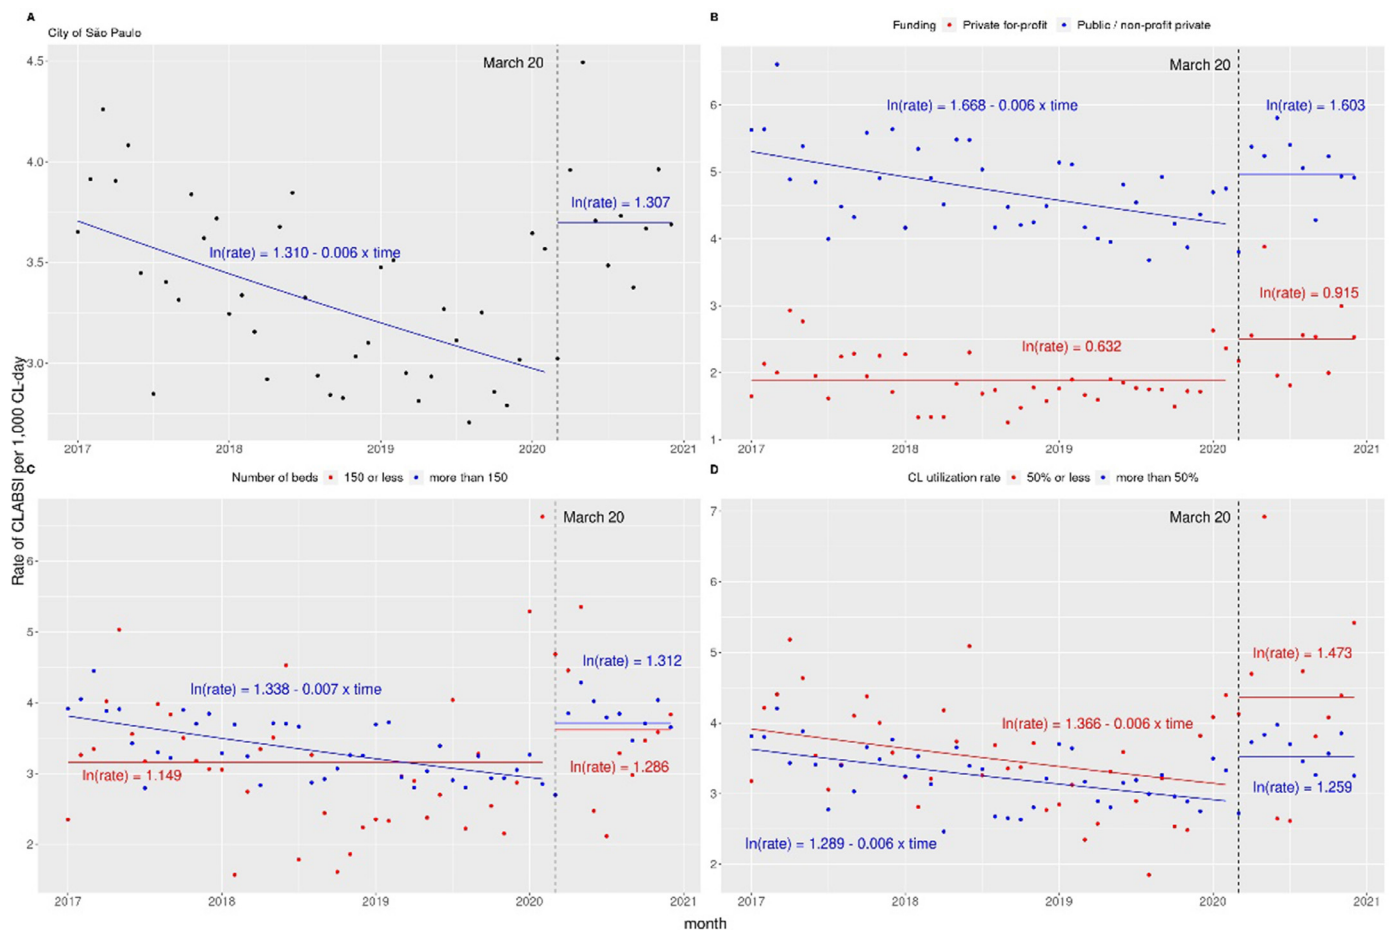 A
City of São Paulo
March 20
ln(rate) = 1.307
ln(rate) = 1.310 - 0.006 x time
4.5
4.0
3.5
3.0
2017 2018 2019 2020 2021
B
Funding Private for-profit Public / non-profit private
March 20
ln(rate) = 1.668 - 0.006 x time
ln(rate) = 1.603
ln(rate) = 0.915
ln(rate) = 0.632
6
5
4
3
2
1
2017 2018 2019 2020 2021
Rate of CLABSI per 1,000 CL-day
C
Number of beds 150 or less more than 150
March 20
ln(rate) = 1.312
ln(rate) = 1.338 - 0.007 x time
ln(rate) = 1.149
ln(rate) = 1.286
6
5
4
3
2
2017 2018 2019 2020 2021
D
CL utilization rate 50% or less more than 50%
March 20
ln(rate) = 1.473
ln(rate) = 1.366 - 0.006 x time
ln(rate) = 1.259
ln(rate) = 1.289 - 0.006 x time
7
6
5
4
3
2
2017 2018 2019 2020 2021
month